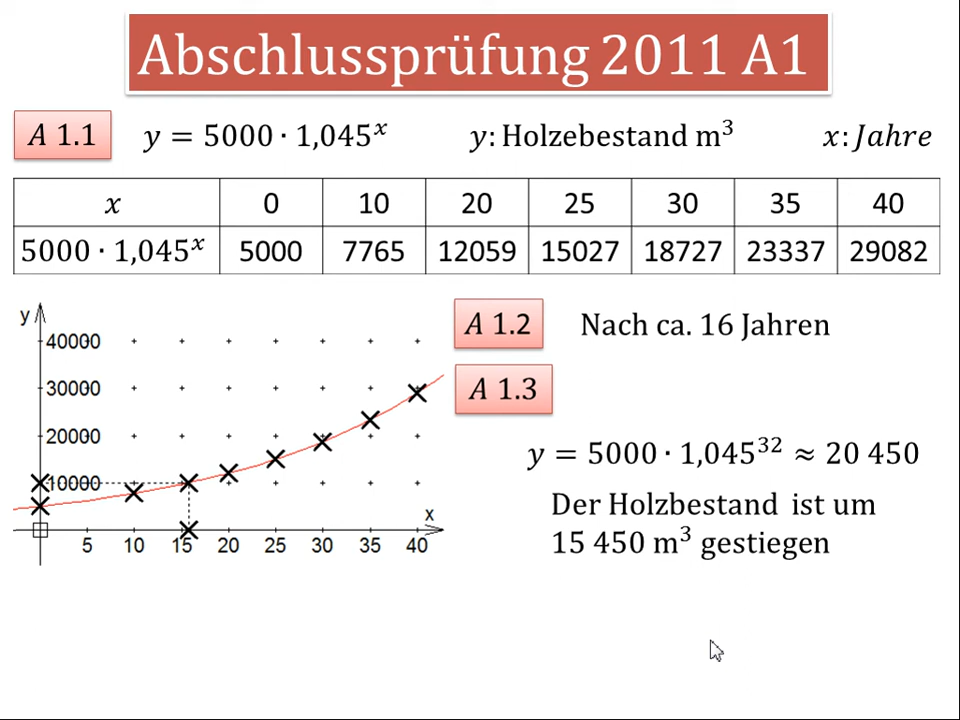 Abschlussprüfung 2011 A1
A 1.1 y = 5000 · 1,045^x y: Holzebestand m³ x: Jahre
x 0 10 20 25 30 35 40
5000 · 1,045^x 5000 7765 12059 15027 18727 23337 29082
y
40000
30000
20000
10000
x
5 10 15 20 25 30 35 40
A 1.2 Nach ca. 16 Jahren
A 1.3
y = 5000 · 1,045³² ≈ 20 450
Der Holzbestand ist um
15 450 m³ gestiegen